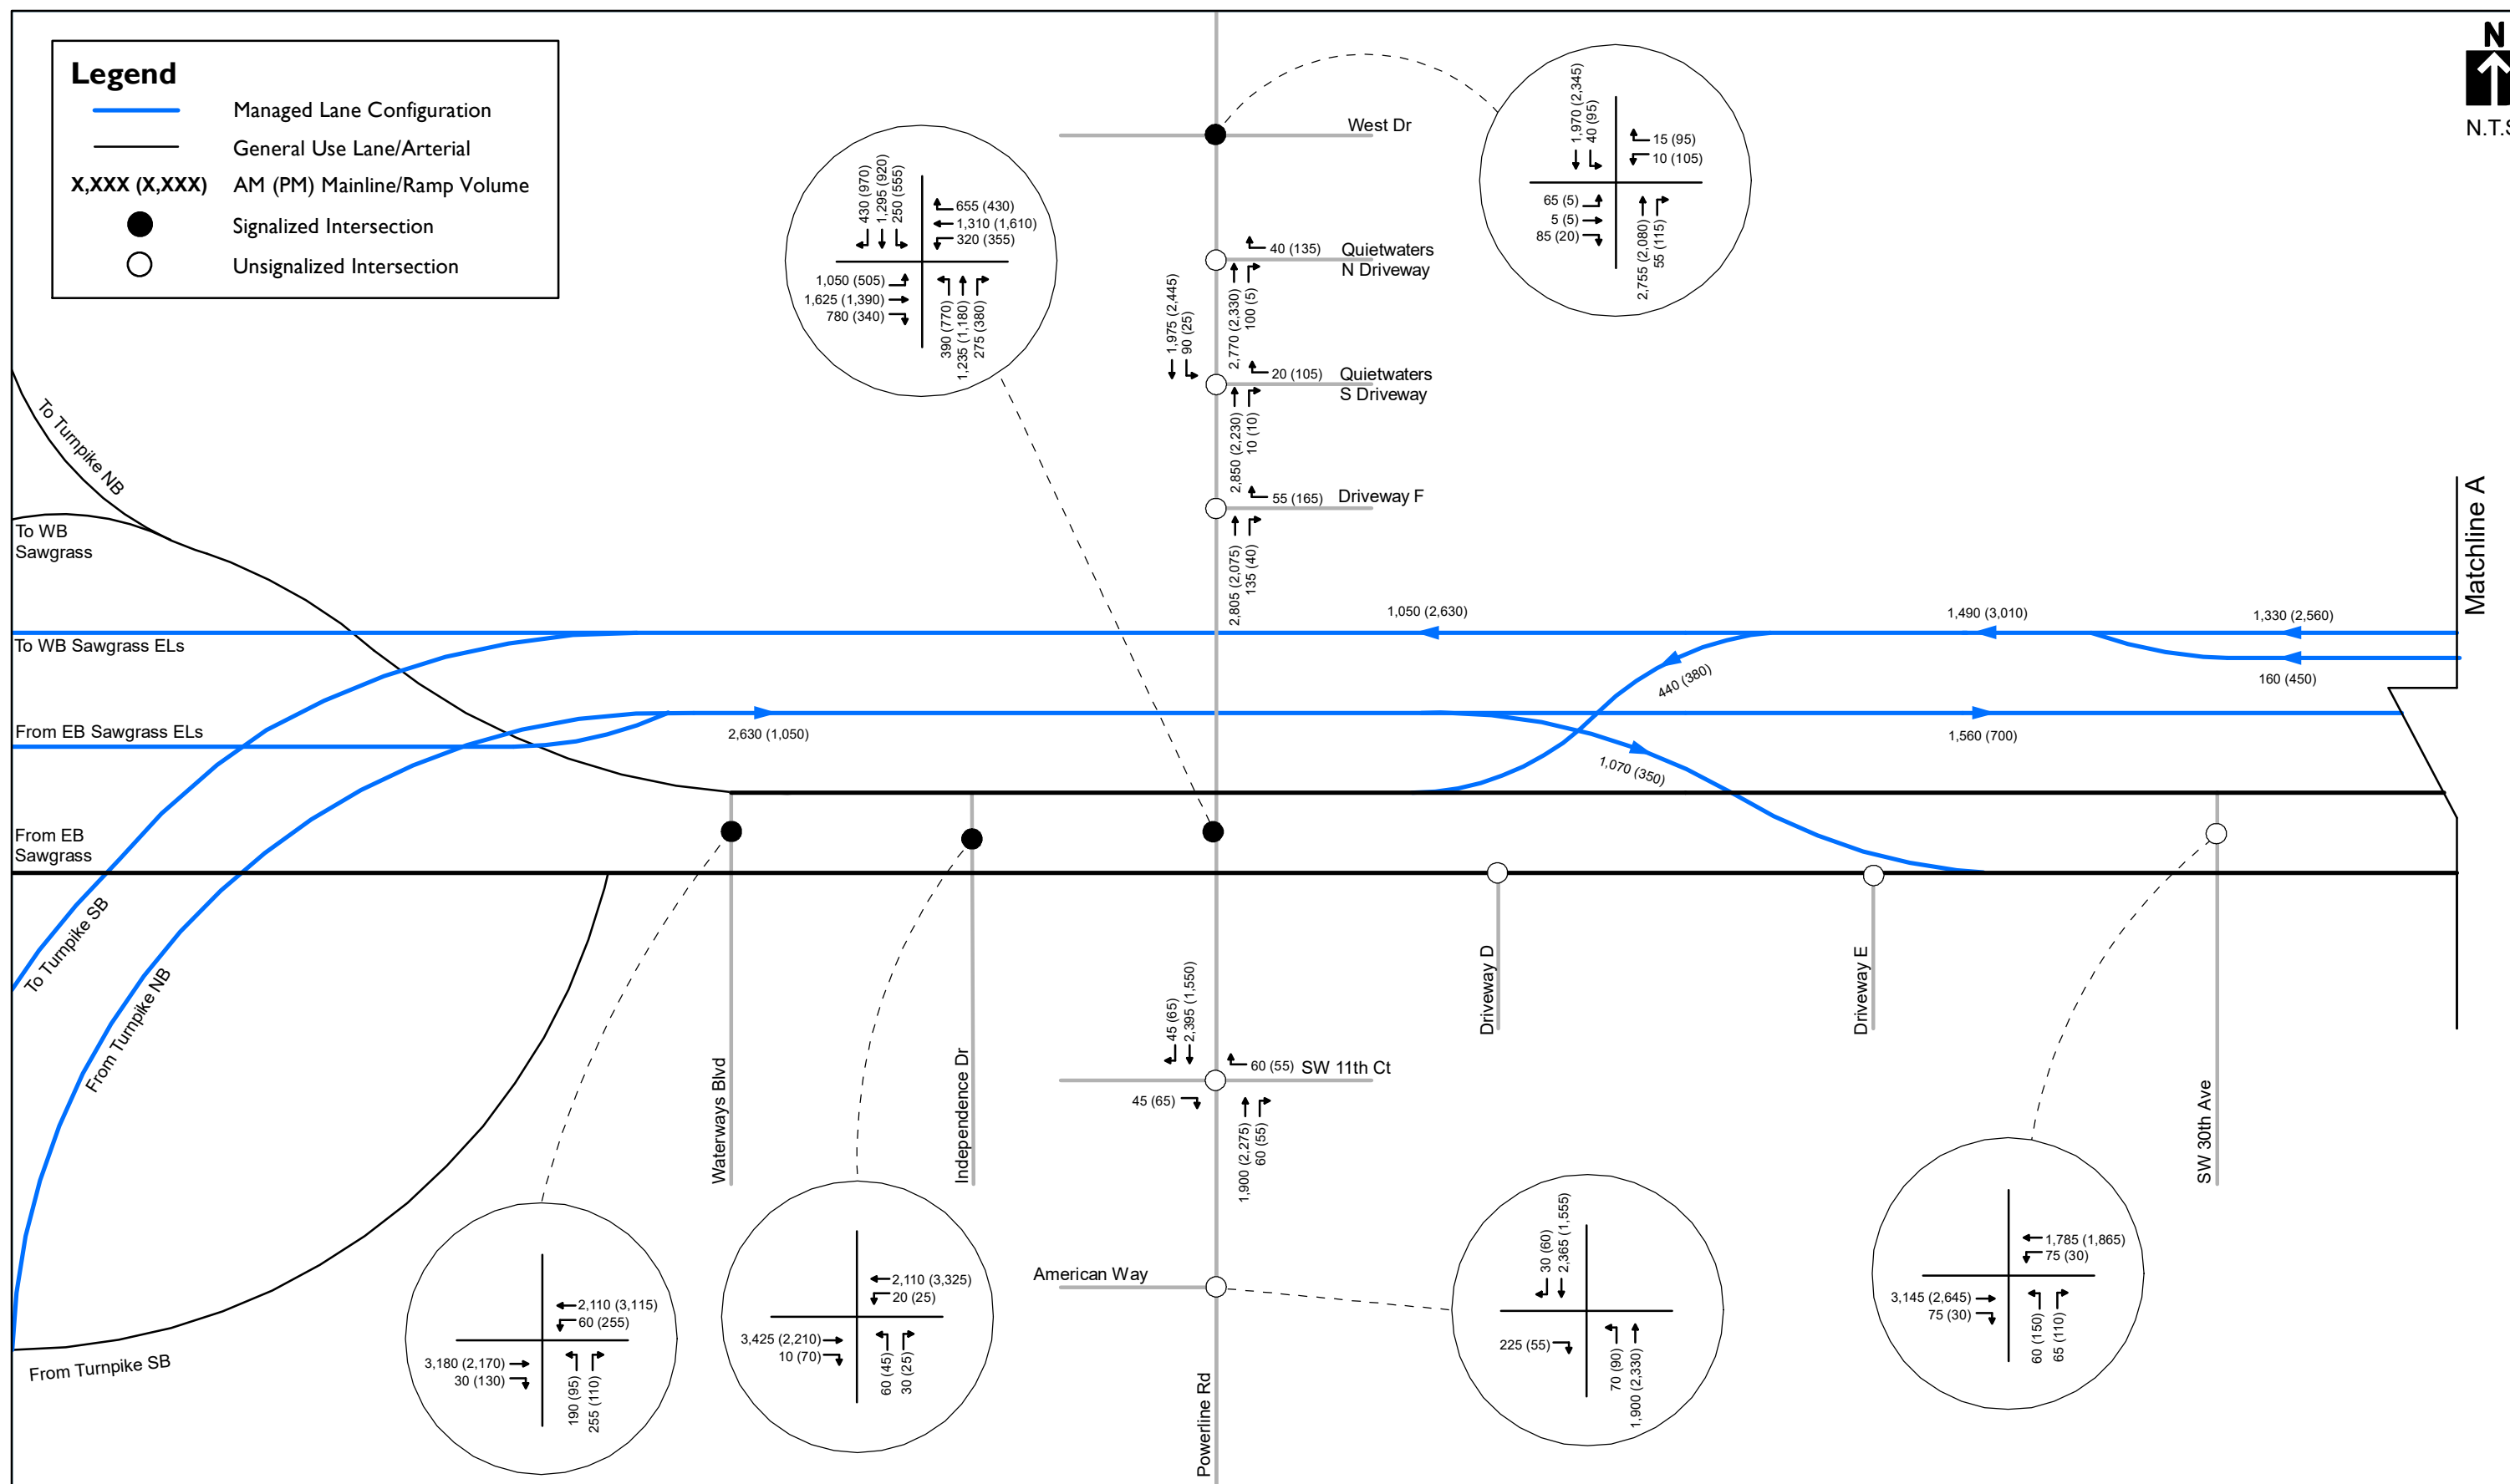 Legend
Managed Lane Configuration
General Use Lane/Arterial
X,XXX (X,XXX) AM (PM) Mainline/Ramp Volume
Signalized Intersection
Unsignalized Intersection
N
N.T.S
West Dr
1,970 (2,345)
40 (95)
15 (95)
10 (105)
65 (5)
5 (5)
85 (20)
2,755 (2,080)
55 (115)
430 (970)
1,295 (920)
250 (555)
655 (430)
1,310 (1,610)
320 (355)
1,050 (505)
1,625 (1,390)
780 (340)
390 (770)
1,235 (1,180)
275 (380)
40 (135)
Quietwaters
N Driveway
2,770 (2,330)
100 (5)
1,975 (2,445)
90 (25)
20 (105)
Quietwaters
S Driveway
2,850 (2,230)
10 (10)
55 (165)
Driveway F
2,805 (2,075)
135 (40)
To Turnpike NB
To WB
Sawgrass
To WB Sawgrass ELs
From EB Sawgrass ELs
From EB
Sawgrass
To Turnpike SB
From Turnpike NB
From Turnpike SB
Matchline A
1,050 (2,630)
1,490 (3,010)
1,330 (2,560)
160 (450)
440 (380)
2,630 (1,050)
1,560 (700)
1,070 (350)
Waterways Blvd
Independence Dr
Powerline Rd
Driveway D
Driveway E
SW 30th Ave
45 (65)
2,395 (1,550)
60 (55)
SW 11th Ct
45 (65)
1,900 (2,275)
60 (55)
American Way
2,110 (3,115)
60 (255)
3,180 (2,170)
30 (130)
190 (95)
255 (110)
2,110 (3,325)
20 (25)
3,425 (2,210)
10 (70)
60 (45)
30 (25)
30 (60)
2,365 (1,555)
225 (55)
70 (90)
1,900 (2,330)
1,785 (1,865)
75 (30)
3,145 (2,645)
75 (30)
60 (150)
65 (110)